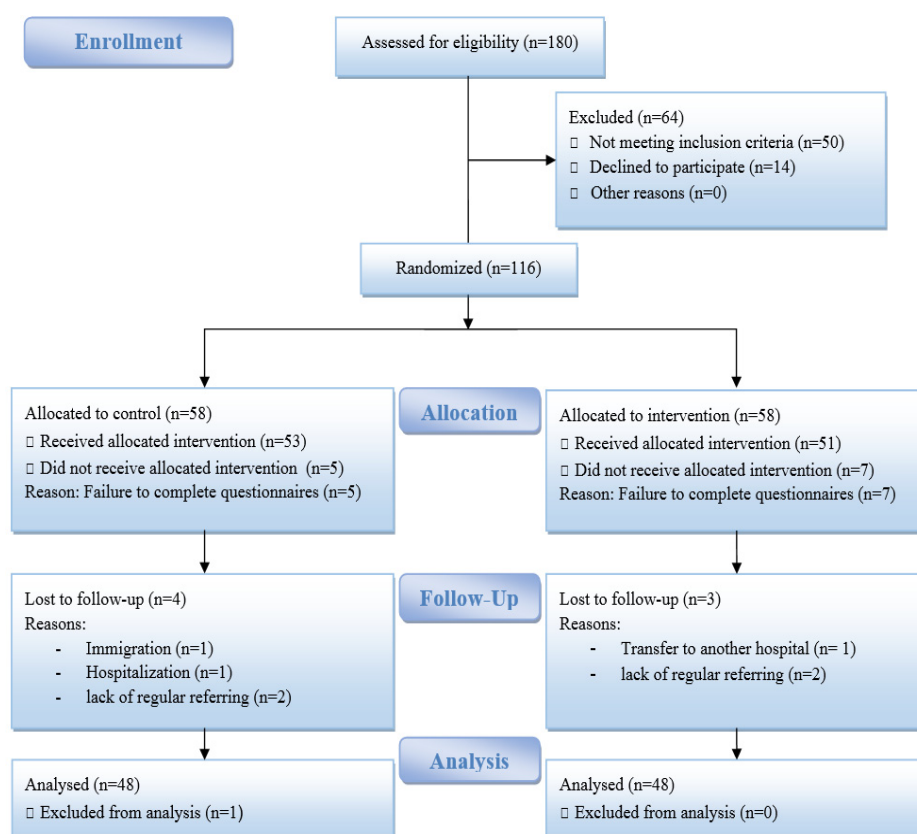 Enrollment
Assessed for eligibility (n=180)
Excluded (n=64)
▯ Not meeting inclusion criteria (n=50)
▯ Declined to participate (n=14)
▯ Other reasons (n=0)
Randomized (n=116)
Allocation
Allocated to control (n=58)
▯ Received allocated intervention (n=53)
▯ Did not receive allocated intervention (n=5)
Reason: Failure to complete questionnaires (n=5)
Allocated to intervention (n=58)
▯ Received allocated intervention (n=51)
▯ Did not receive allocated intervention (n=7)
Reason: Failure to complete questionnaires (n=7)
Follow-Up
Lost to follow-up (n=4)
Reasons:
- Immigration (n=1)
- Hospitalization (n=1)
- lack of regular referring (n=2)
Lost to follow-up (n=3)
Reasons:
- Transfer to another hospital (n= 1)
- lack of regular referring (n=2)
Analysis
Analysed (n=48)
▯ Excluded from analysis (n=1)
Analysed (n=48)
▯ Excluded from analysis (n=0)